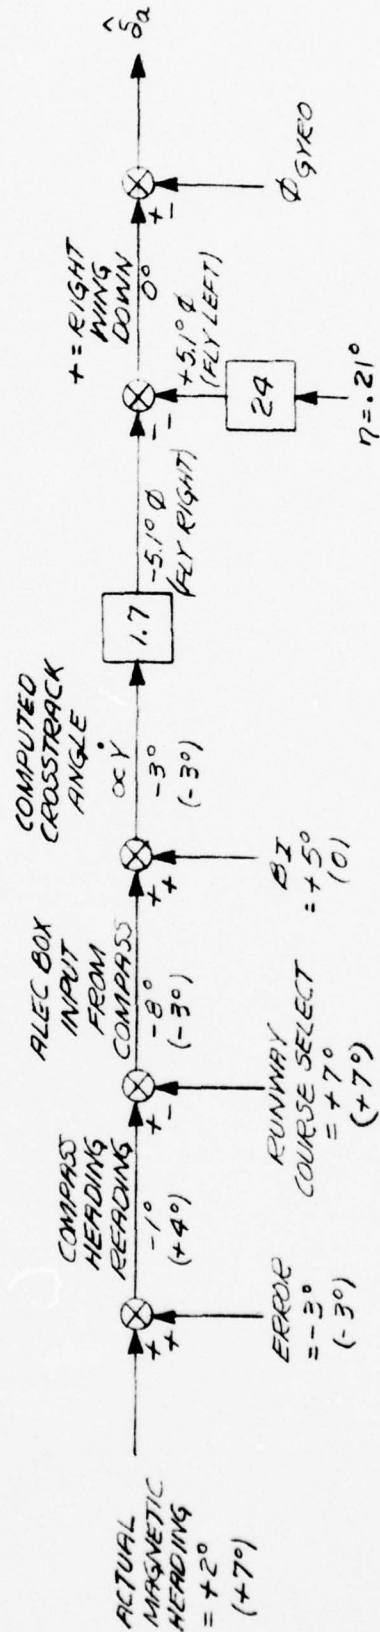 ACTUAL
MAGNETIC
HEADING
= +2°
(+7°)
+
+
ERROR
= -3°
(-3°)
COMPASS
HEADING
READING
-1°
(+4°)
+
-
RUNWAY
COURSE SELECT
= +7°
(+7°)
ALEC BOX
INPUT
FROM
COMPASS
-8°
(-3°)
+
+
BI
= +5°
(0)
COMPUTED
CROSSTRACK
ANGLE
∝Ẏ
-3°
(-3°)
1.7
-5.1° Ø
(FLY RIGHT)
-
-
+5.1° Ø
(FLY LEFT)
24
η = .21°
+ = RIGHT
WING
DOWN
0°
+
-
Ø GYRO
δ̂a